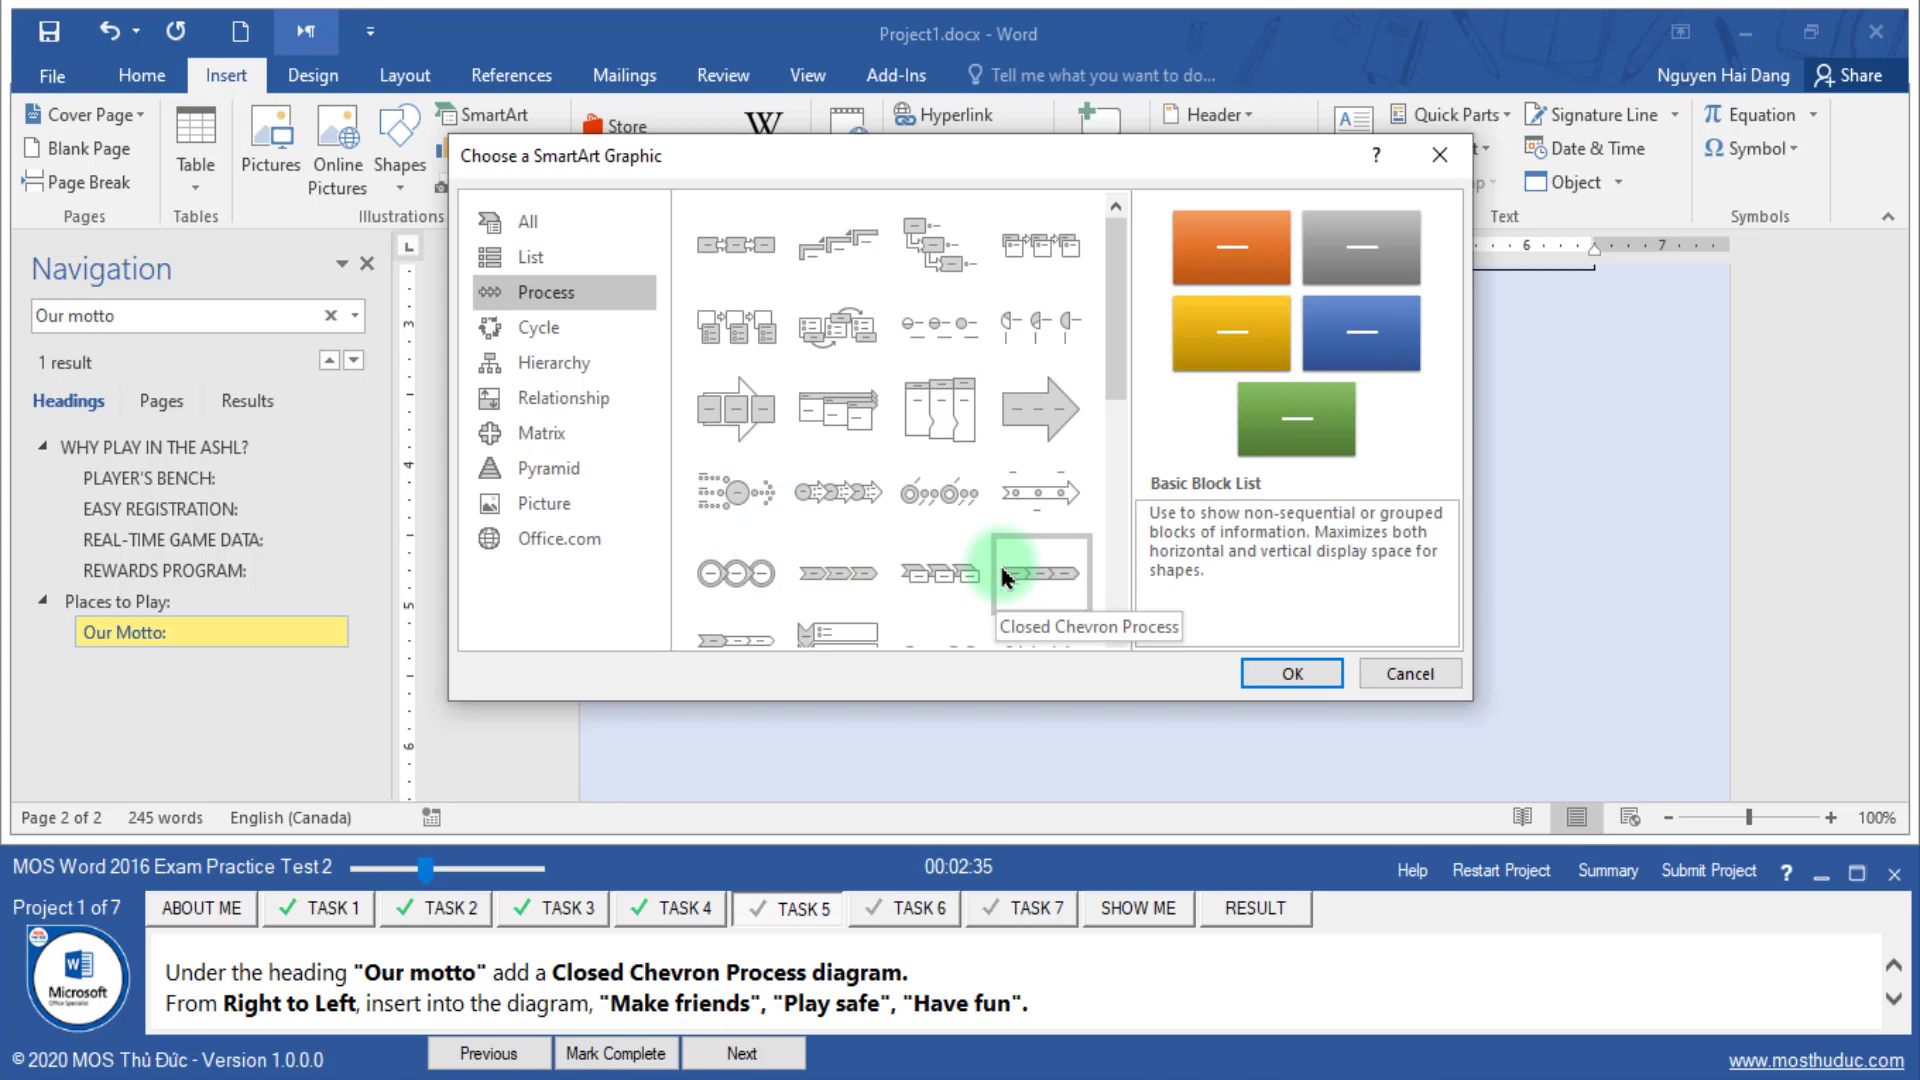 Project1.docx - Word
File
Home
Insert
Design
Layout
References
Mailings
Review
View
Add-Ins
Tell me what you want to do...
Nguyen Hai Dang
Share
Cover Page
Blank Page
Page Break
Pages
Table
Tables
Pictures
Online
Pictures
Shapes
SmartArt
Illustrations
Store
W
Hyperlink
Header
A
Quick Parts
Signature Line
Date & Time
Object
Text
Equation
Symbol
Symbols
Choose a SmartArt Graphic
?
All
List
Process
Cycle
Hierarchy
Relationship
Matrix
Pyramid
Picture
Office.com
Closed Chevron Process
Basic Block List
Use to show non-sequential or grouped
blocks of information. Maximizes both
horizontal and vertical display space for
shapes.
OK
Cancel
Navigation
Our motto
1 result
Headings
Pages
Results
WHY PLAY IN THE ASHL?
PLAYER'S BENCH:
EASY REGISTRATION:
REAL-TIME GAME DATA:
REWARDS PROGRAM:
Places to Play:
Our Motto:
L
3
4
5
6
6
7
Page 2 of 2
245 words
English (Canada)
100%
MOS Word 2016 Exam Practice Test 2
00:02:35
Help
Restart Project
Summary
Submit Project
?
Project 1 of 7
ABOUT ME
TASK 1
TASK 2
TASK 3
TASK 4
TASK 5
TASK 6
TASK 7
SHOW ME
RESULT
W
Microsoft
Under the heading "Our motto" add a Closed Chevron Process diagram.
From Right to Left, insert into the diagram, "Make friends", "Play safe", "Have fun".
© 2020 MOS Thủ Đức - Version 1.0.0.0
Previous
Mark Complete
Next
www.mosthuduc.com